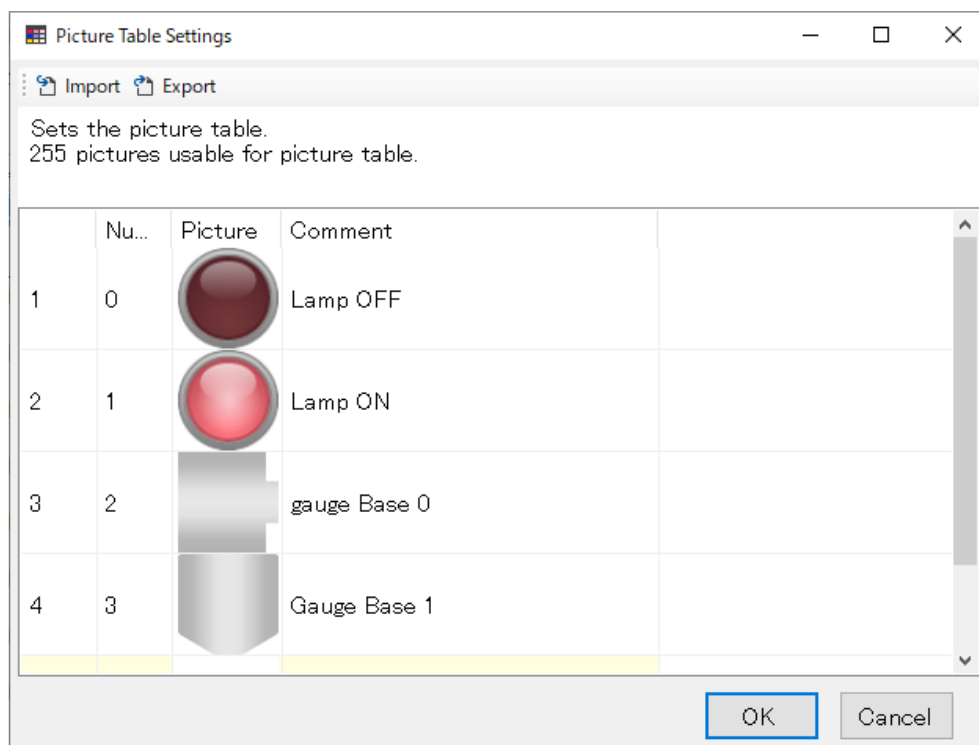 Picture Table Settings
Import Export
Sets the picture table.
255 pictures usable for picture table.
Nu... Picture Comment
1 0 Lamp OFF
2 1 Lamp ON
3 2 gauge Base 0
4 3 Gauge Base 1
OK Cancel